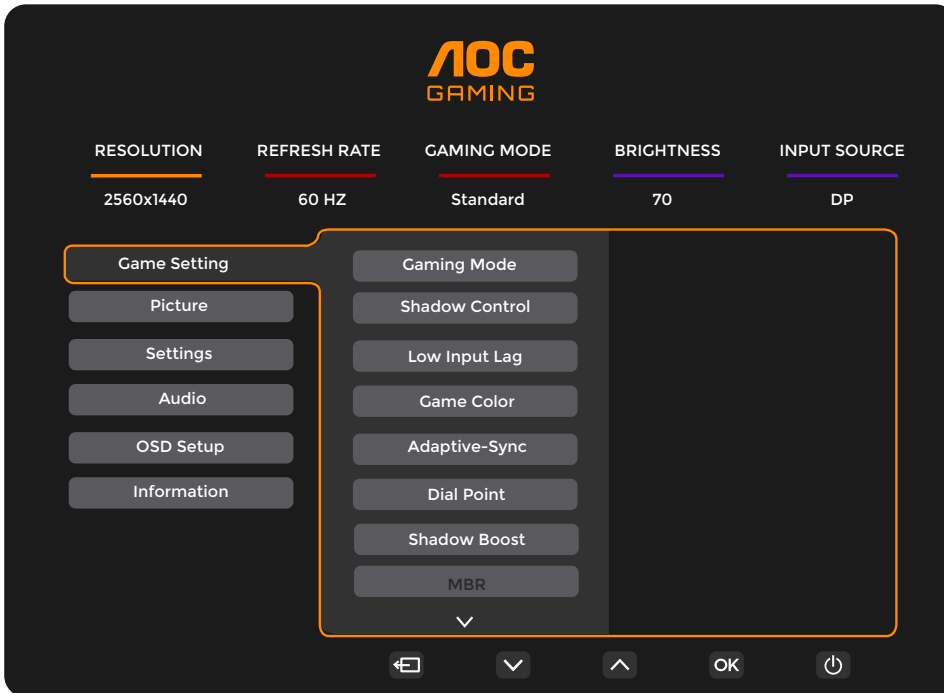 AOC
GAMING
RESOLUTION REFRESH RATE GAMING MODE BRIGHTNESS INPUT SOURCE
2560x1440 60 HZ Standard 70 DP
Game Setting
Picture
Settings
Audio
OSD Setup
Information
Gaming Mode
Shadow Control
Low Input Lag
Game Color
Adaptive-Sync
Dial Point
Shadow Boost
MBR
OK